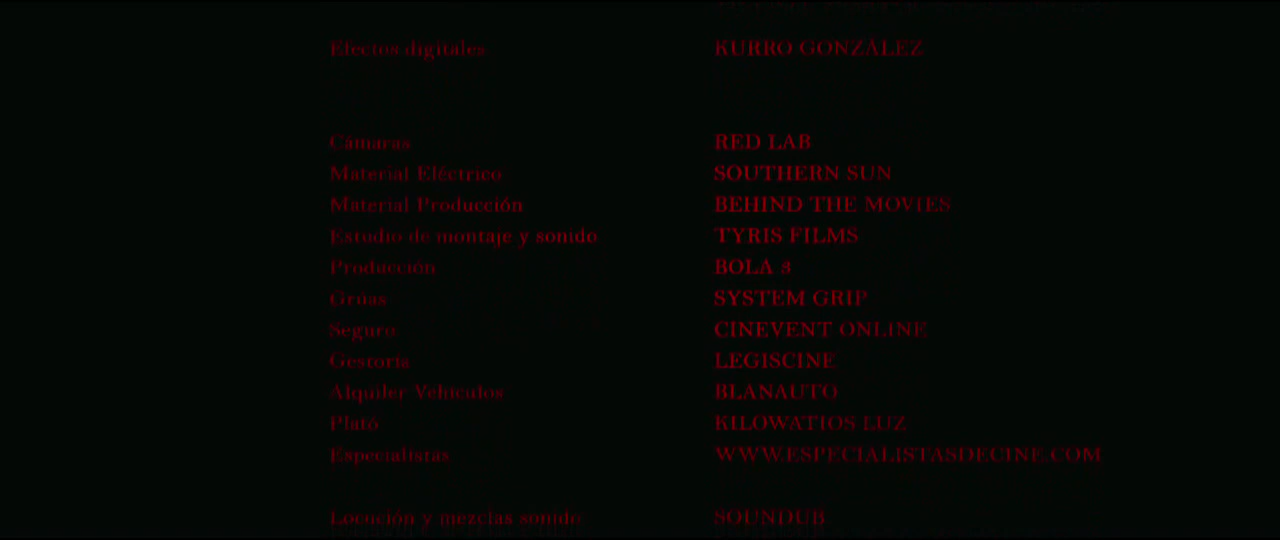 Efectos digitales KURRO GONZÁLEZ
Cámaras RED LAB
Material Eléctrico SOUTHERN SUN
Material Producción BEHIND THE MOVIES
Estudio de montaje y sonido TYRIS FILMS
Producción BOLA 8
Grúas SYSTEM GRIP
Seguro CINEVENT ONLINE
Gestoría LEGISCINE
Alquiler Vehículos BLANAUTO
Plató KILOWATIOS LUZ
Especialistas WWW.ESPECIALISTASDECINE.COM
Locución y mezclas sonido SOUNDUB